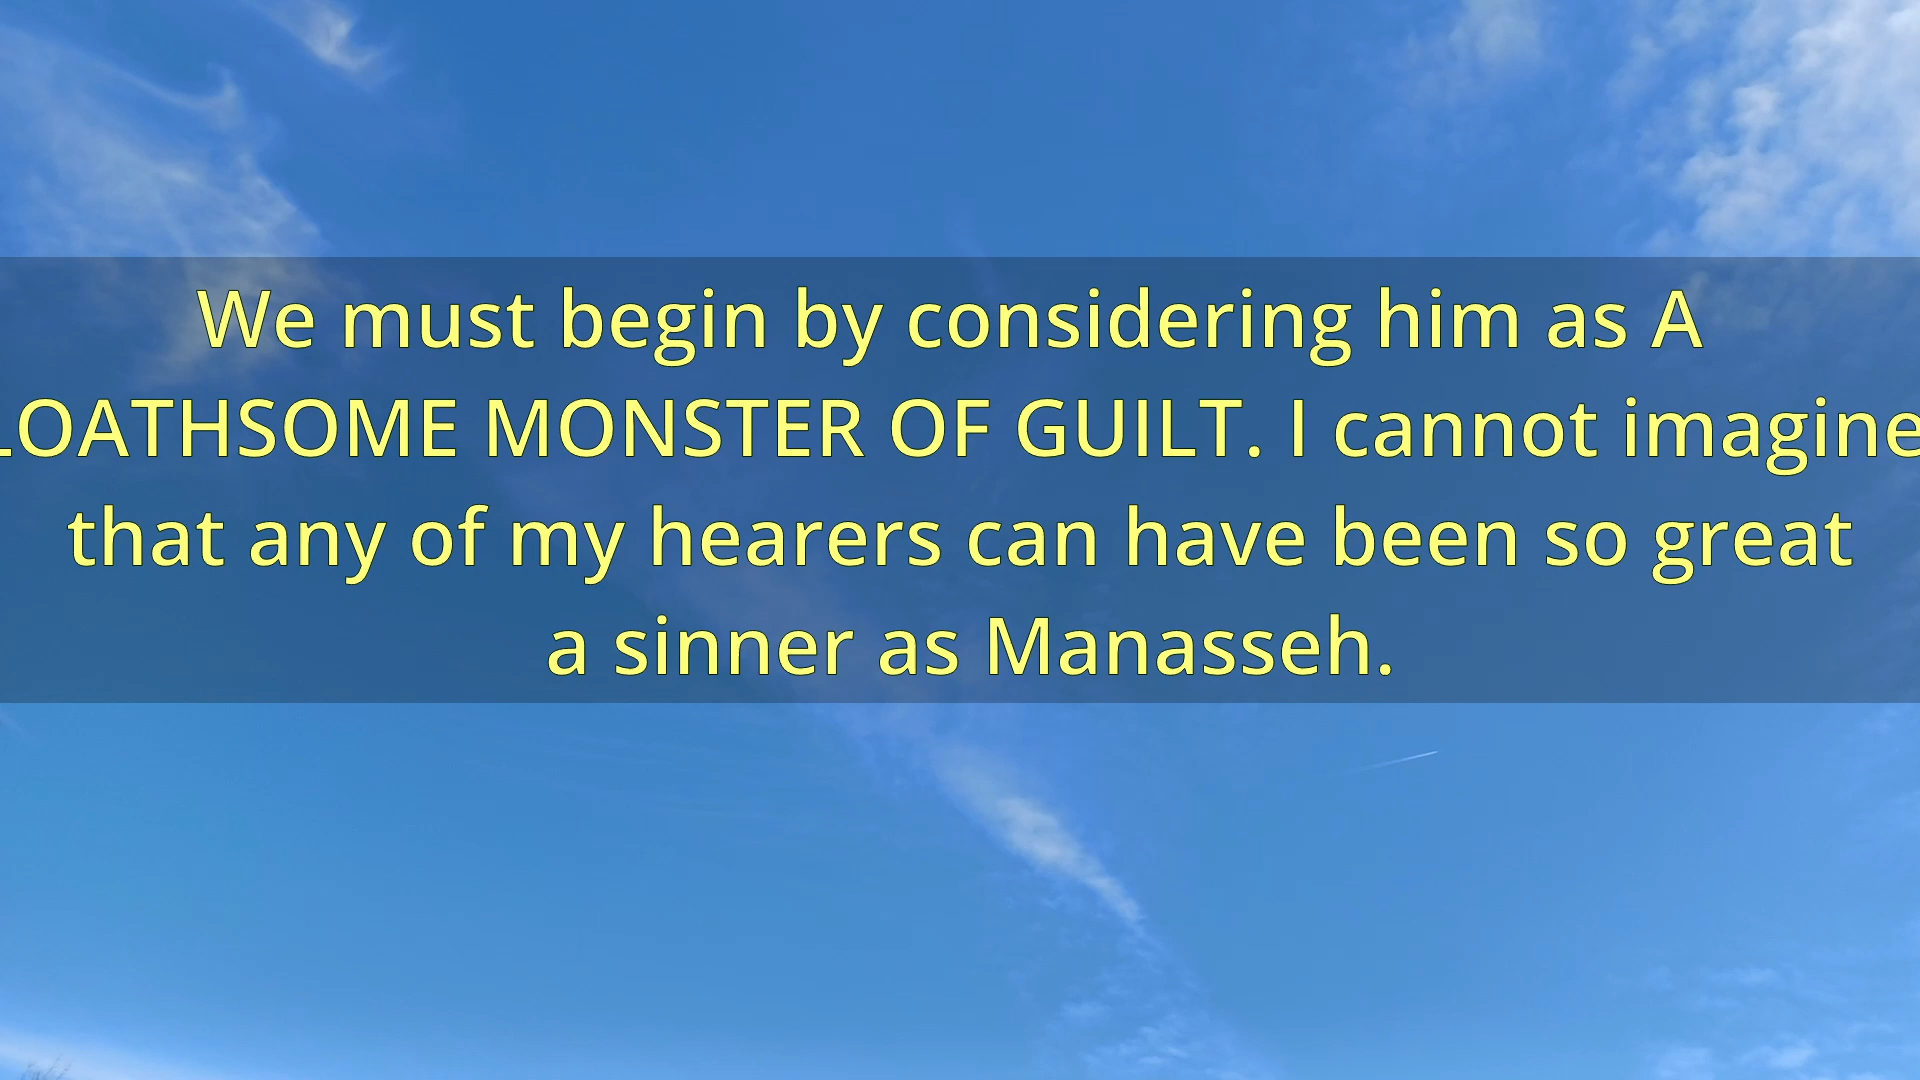 We must begin by considering him as A
LOATHSOME MONSTER OF GUILT. I cannot imagine
that any of my hearers can have been so great
a sinner as Manasseh.